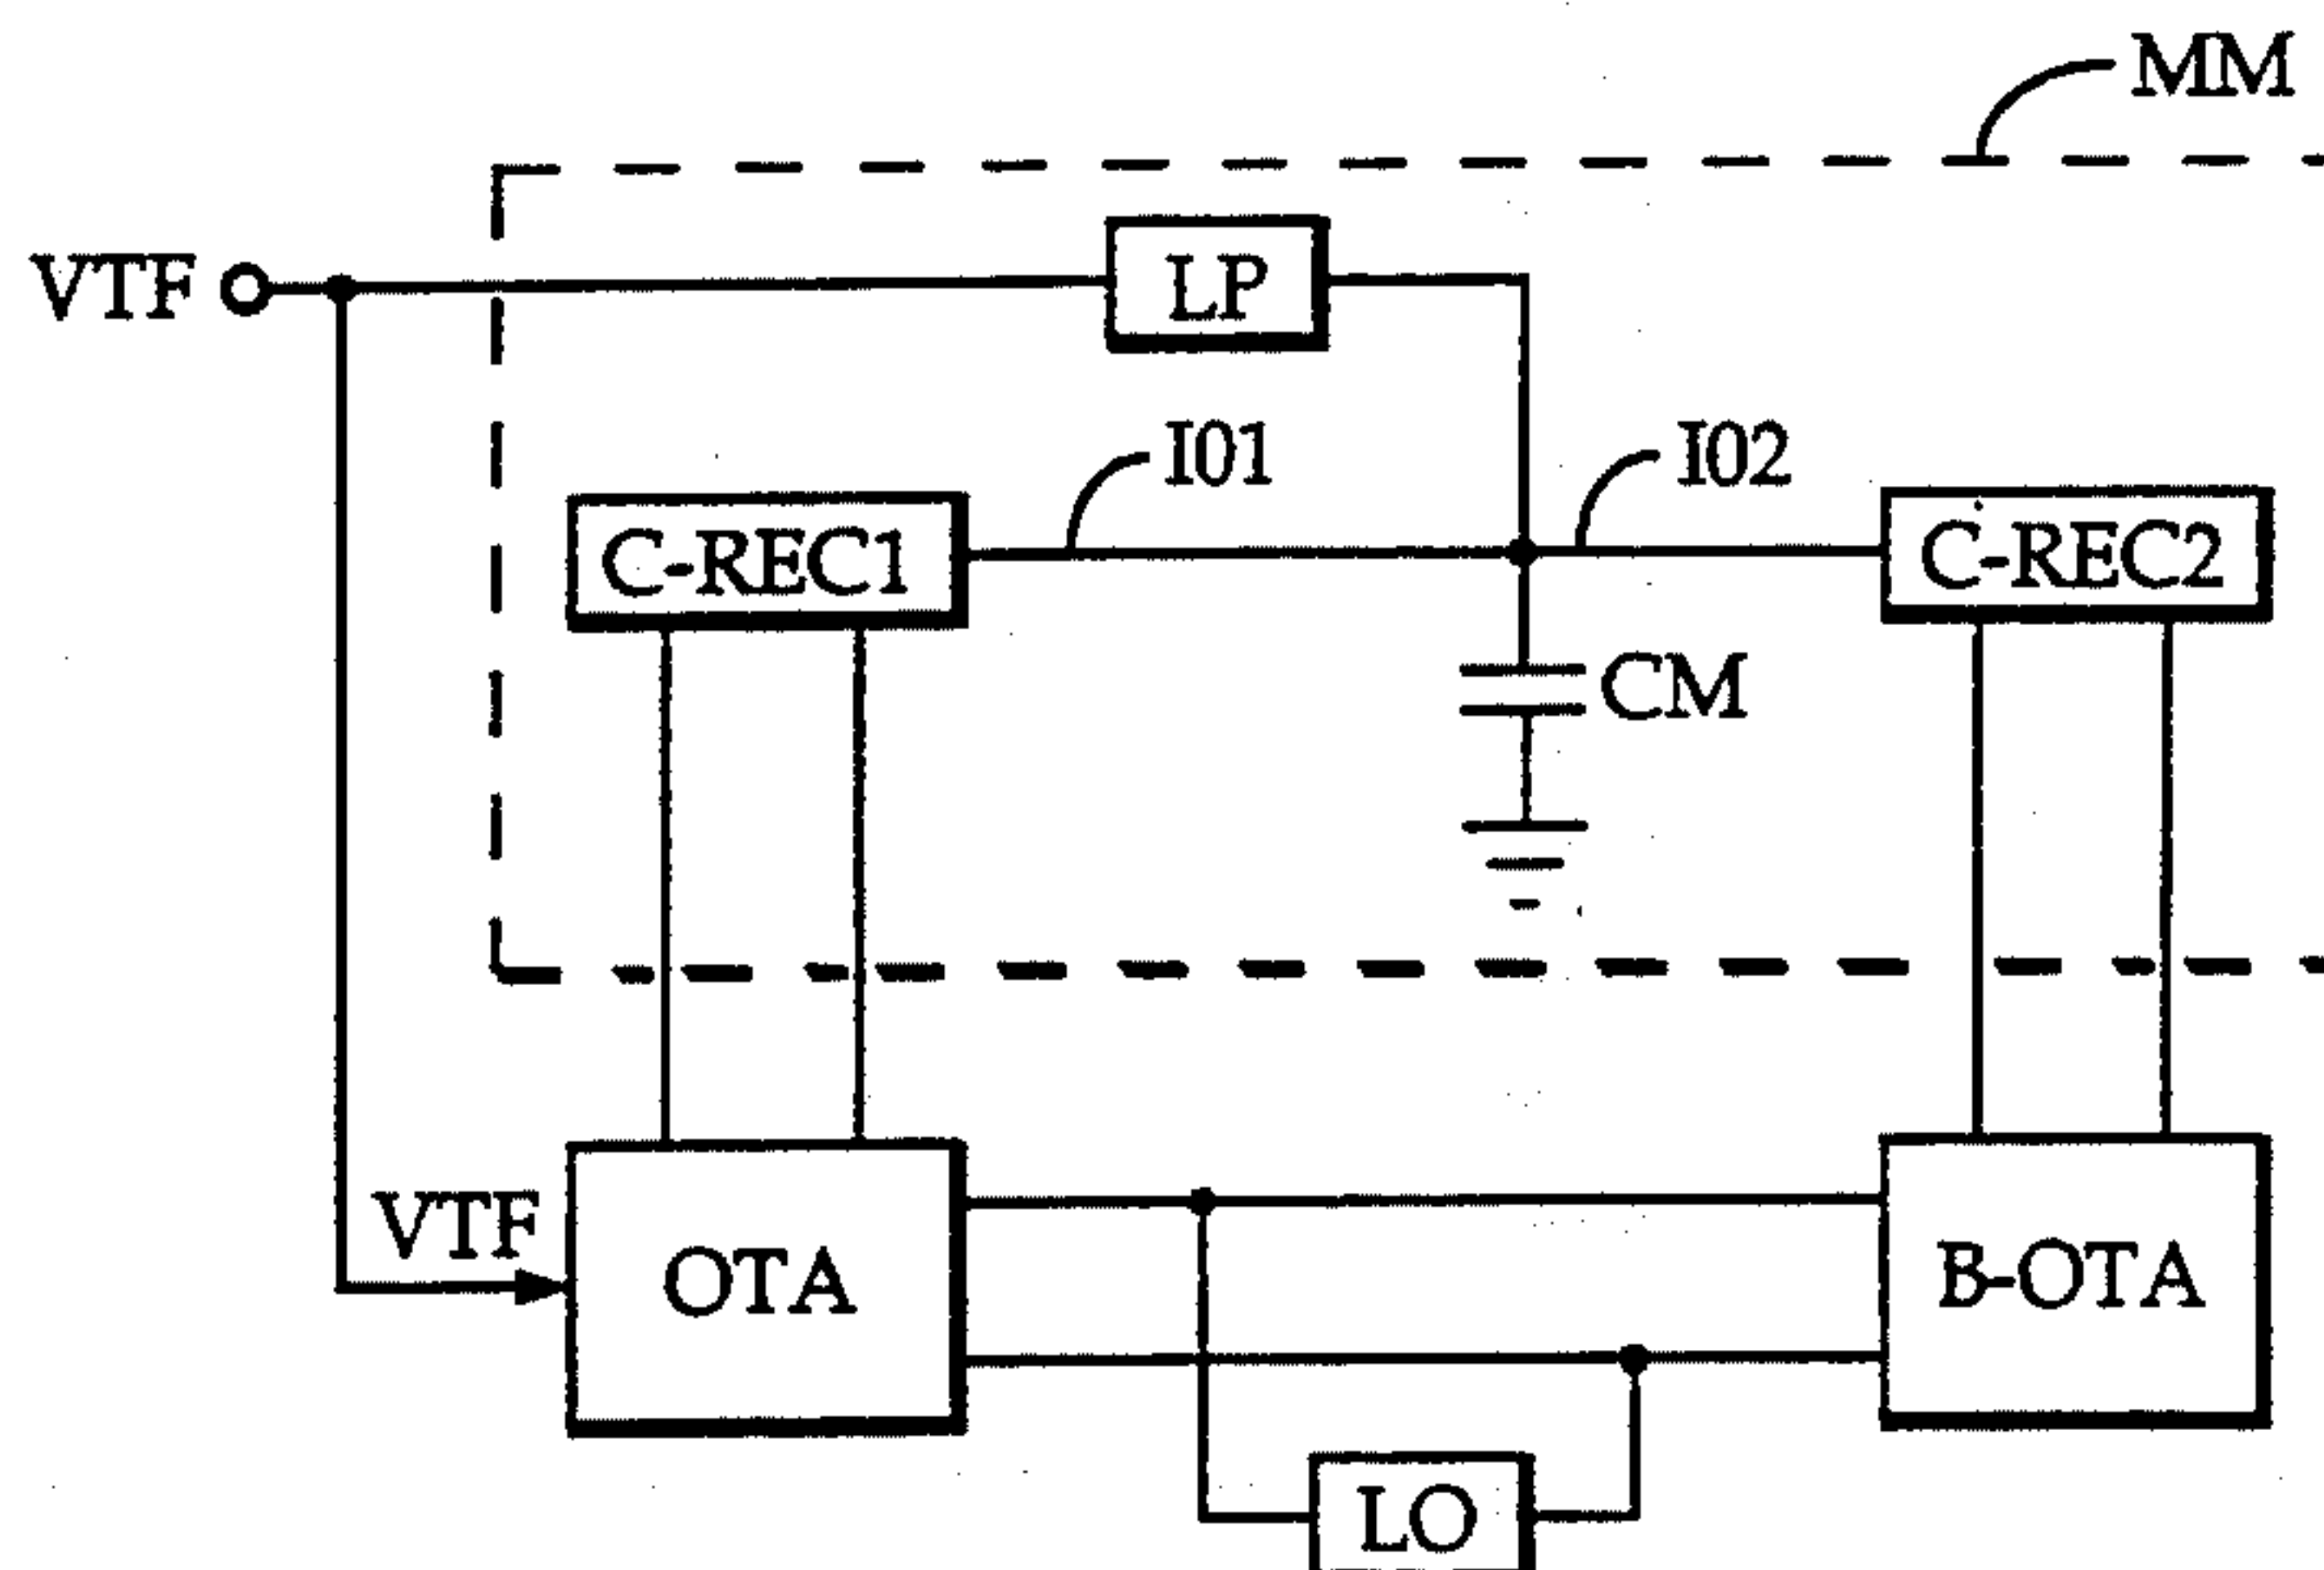 MM
VTF
LP
I01
I02
C-REC1
C-REC2
CM
VTF
OTA
B-OTA
LO